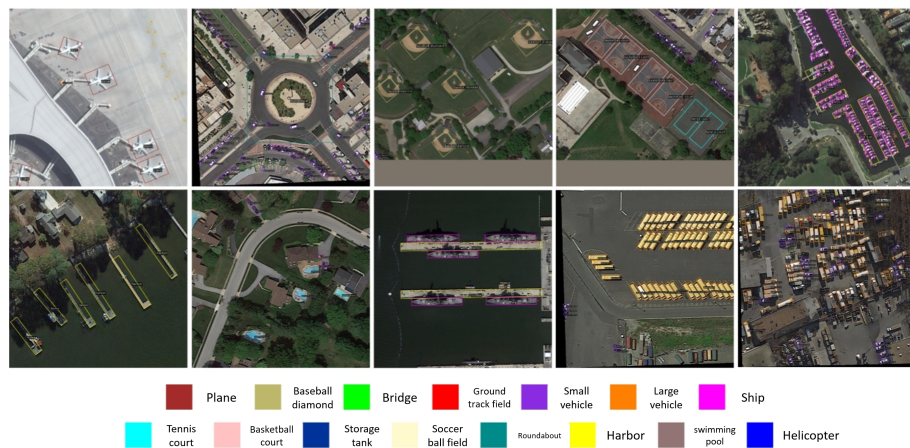 Plane
Baseball
diamond
Bridge
Ground
track field
Small
vehicle
Large
vehicle
Ship
Tennis
court
Basketball
court
Storage
tank
Soccer
ball field
Roundabout
Harbor
swimming
pool
Helicopter